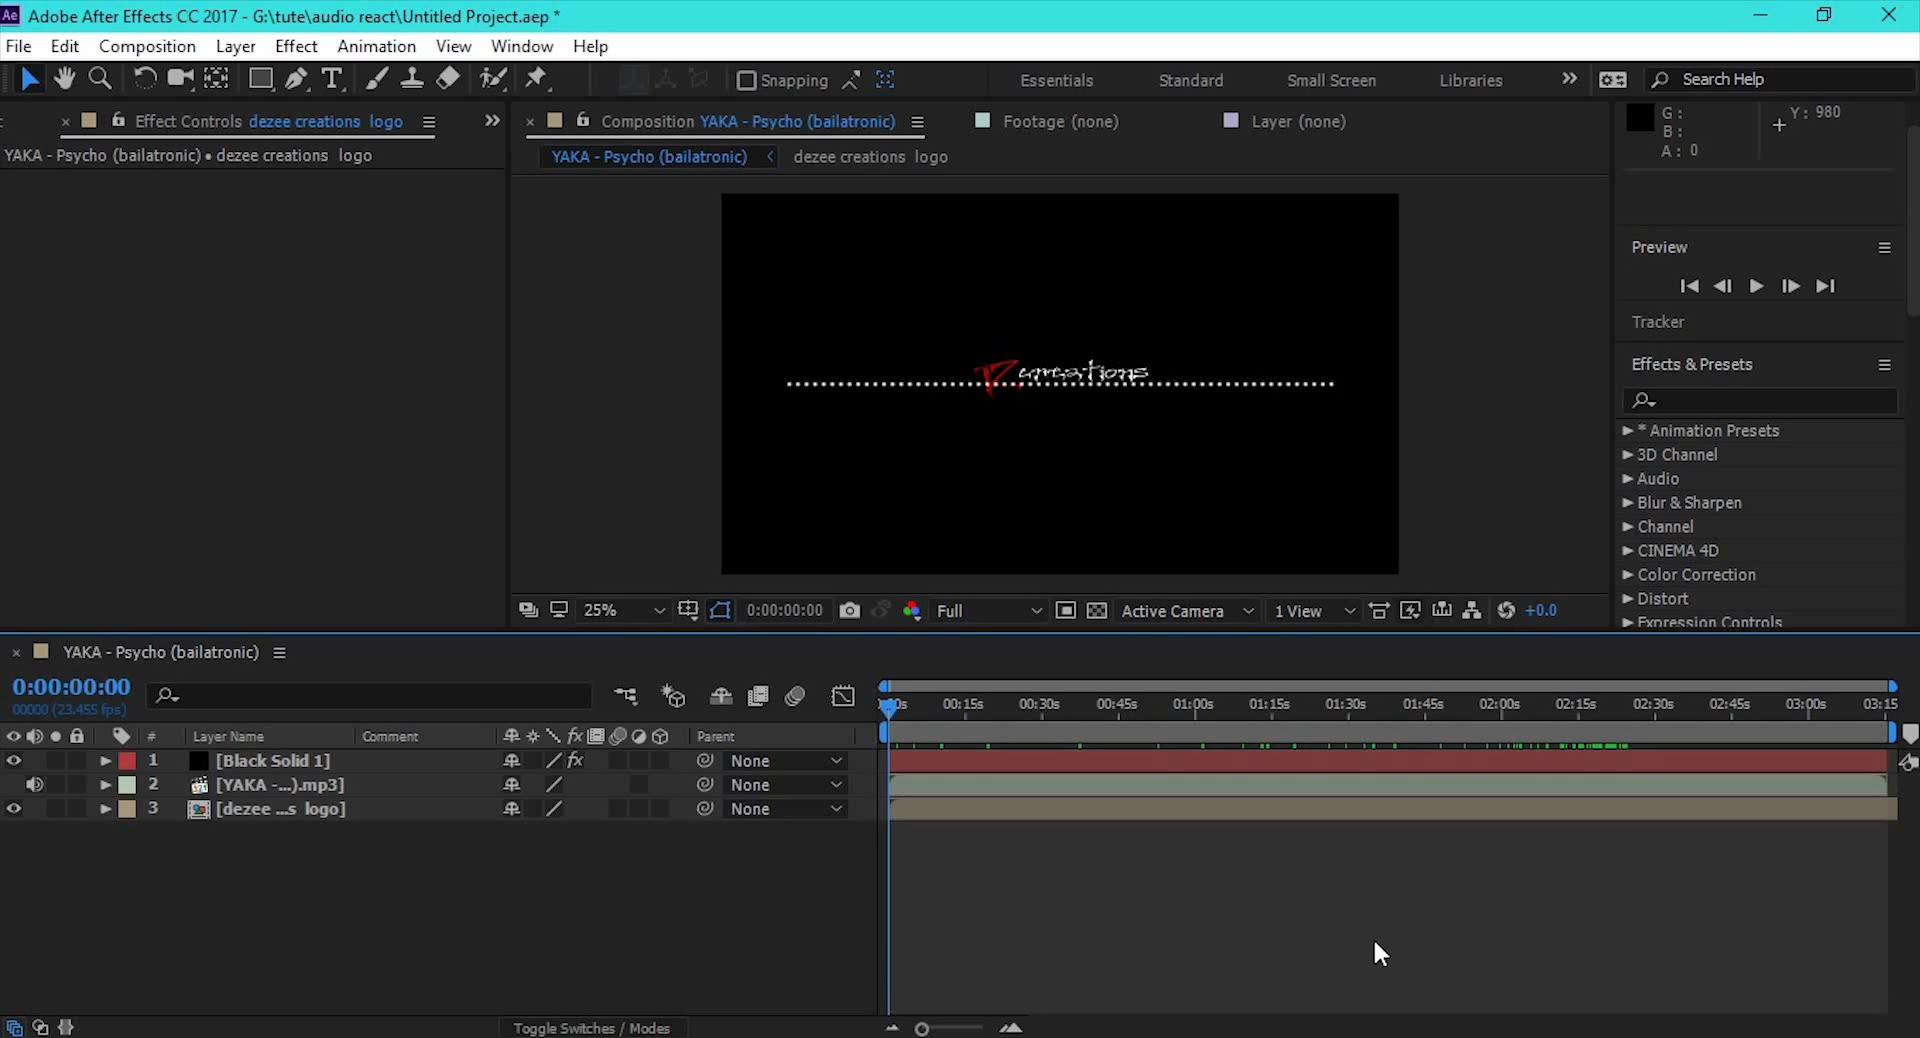 Ae Adobe After Effects CC 2017 - G:\tute\audio react\Untitled Project.aep *
File Edit Composition Layer Effect Animation View Window Help
Snapping Essentials Standard Small Screen Libraries Search Help
Effect Controls dezee creations logo
Composition YAKA - Psycho (bailatronic) Footage (none) Layer (none)
YAKA - Psycho (bailatronic) • dezee creations logo
YAKA - Psycho (bailatronic) dezee creations logo
G :
B :
A : 0
Y : 980
creations
Preview
Tracker
Effects & Presets
* Animation Presets
3D Channel
Audio
Blur & Sharpen
Channel
CINEMA 4D
Color Correction
Distort
Expression Controls
25% 0:00:00:00 Full Active Camera 1 View +0.0
YAKA - Psycho (bailatronic)
0:00:00:00
00000 (23.455 fps)
00:15s 00:30s 00:45s 01:00s 01:15s 01:30s 01:45s 02:00s 02:15s 02:30s 02:45s 03:00s 03:15
# Layer Name Comment fx Parent
1 [Black Solid 1] fx None
2 [YAKA -...).mp3] None
3 [dezee ...s logo] None
Toggle Switches / Modes